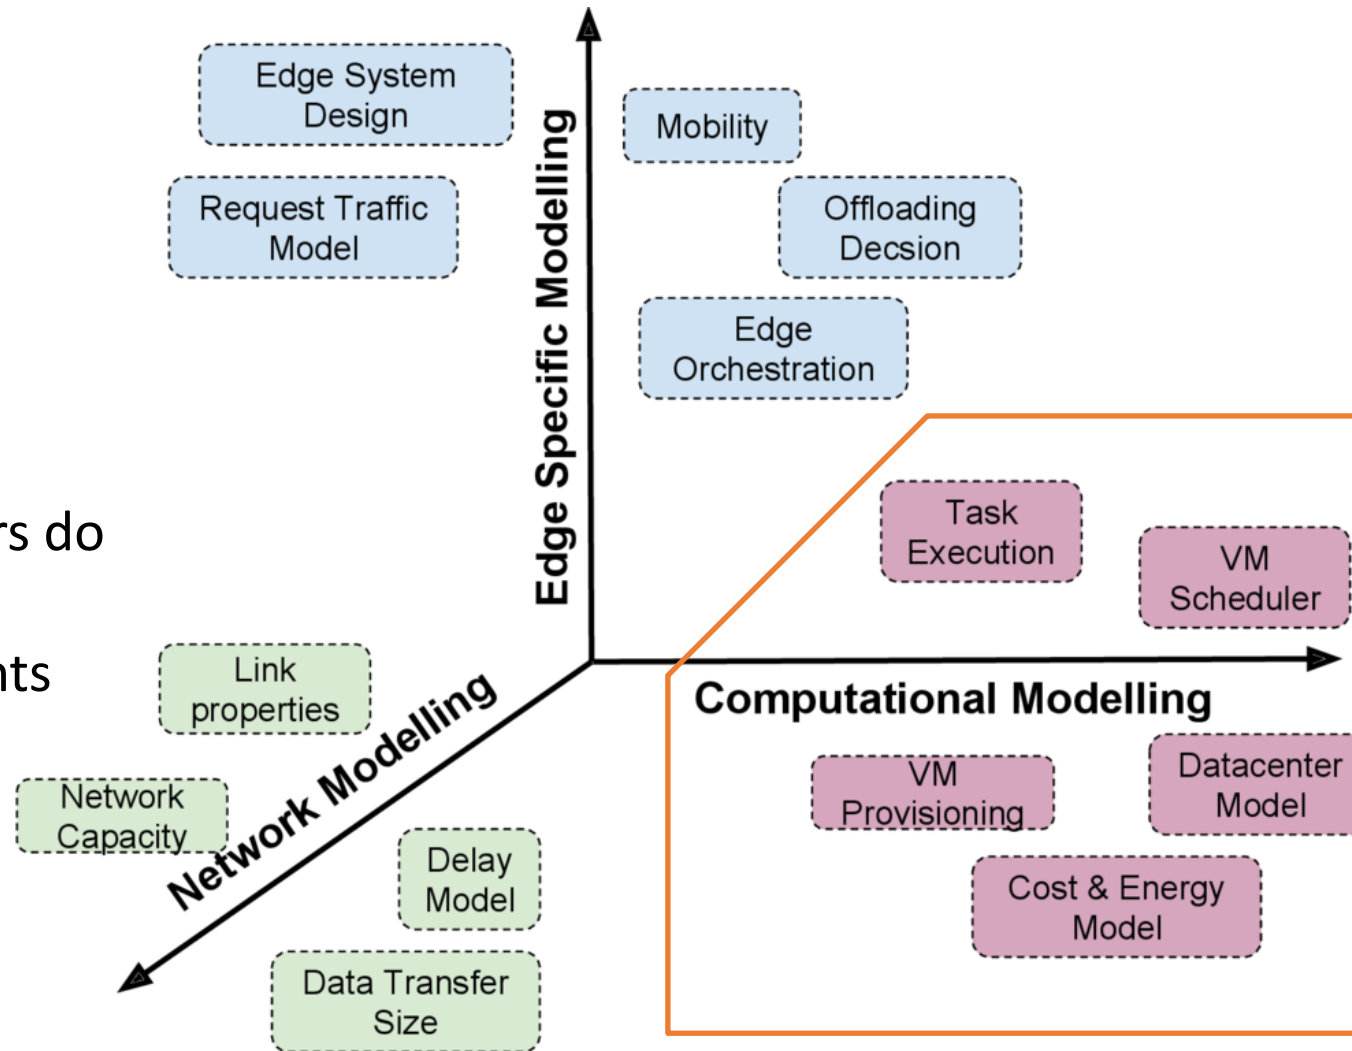 Edge System
Design
Mobility
Request Traffic
Model
Offloading
Decsion
Edge
Orchestration
Edge Specific Modelling
Task
Execution
VM
Scheduler
rs do
nts
Link
properties
Computational Modelling
Network Modelling
Network
Capacity
VM
Provisioning
Datacenter
Model
Delay
Model
Cost & Energy
Model
Data Transfer
Size